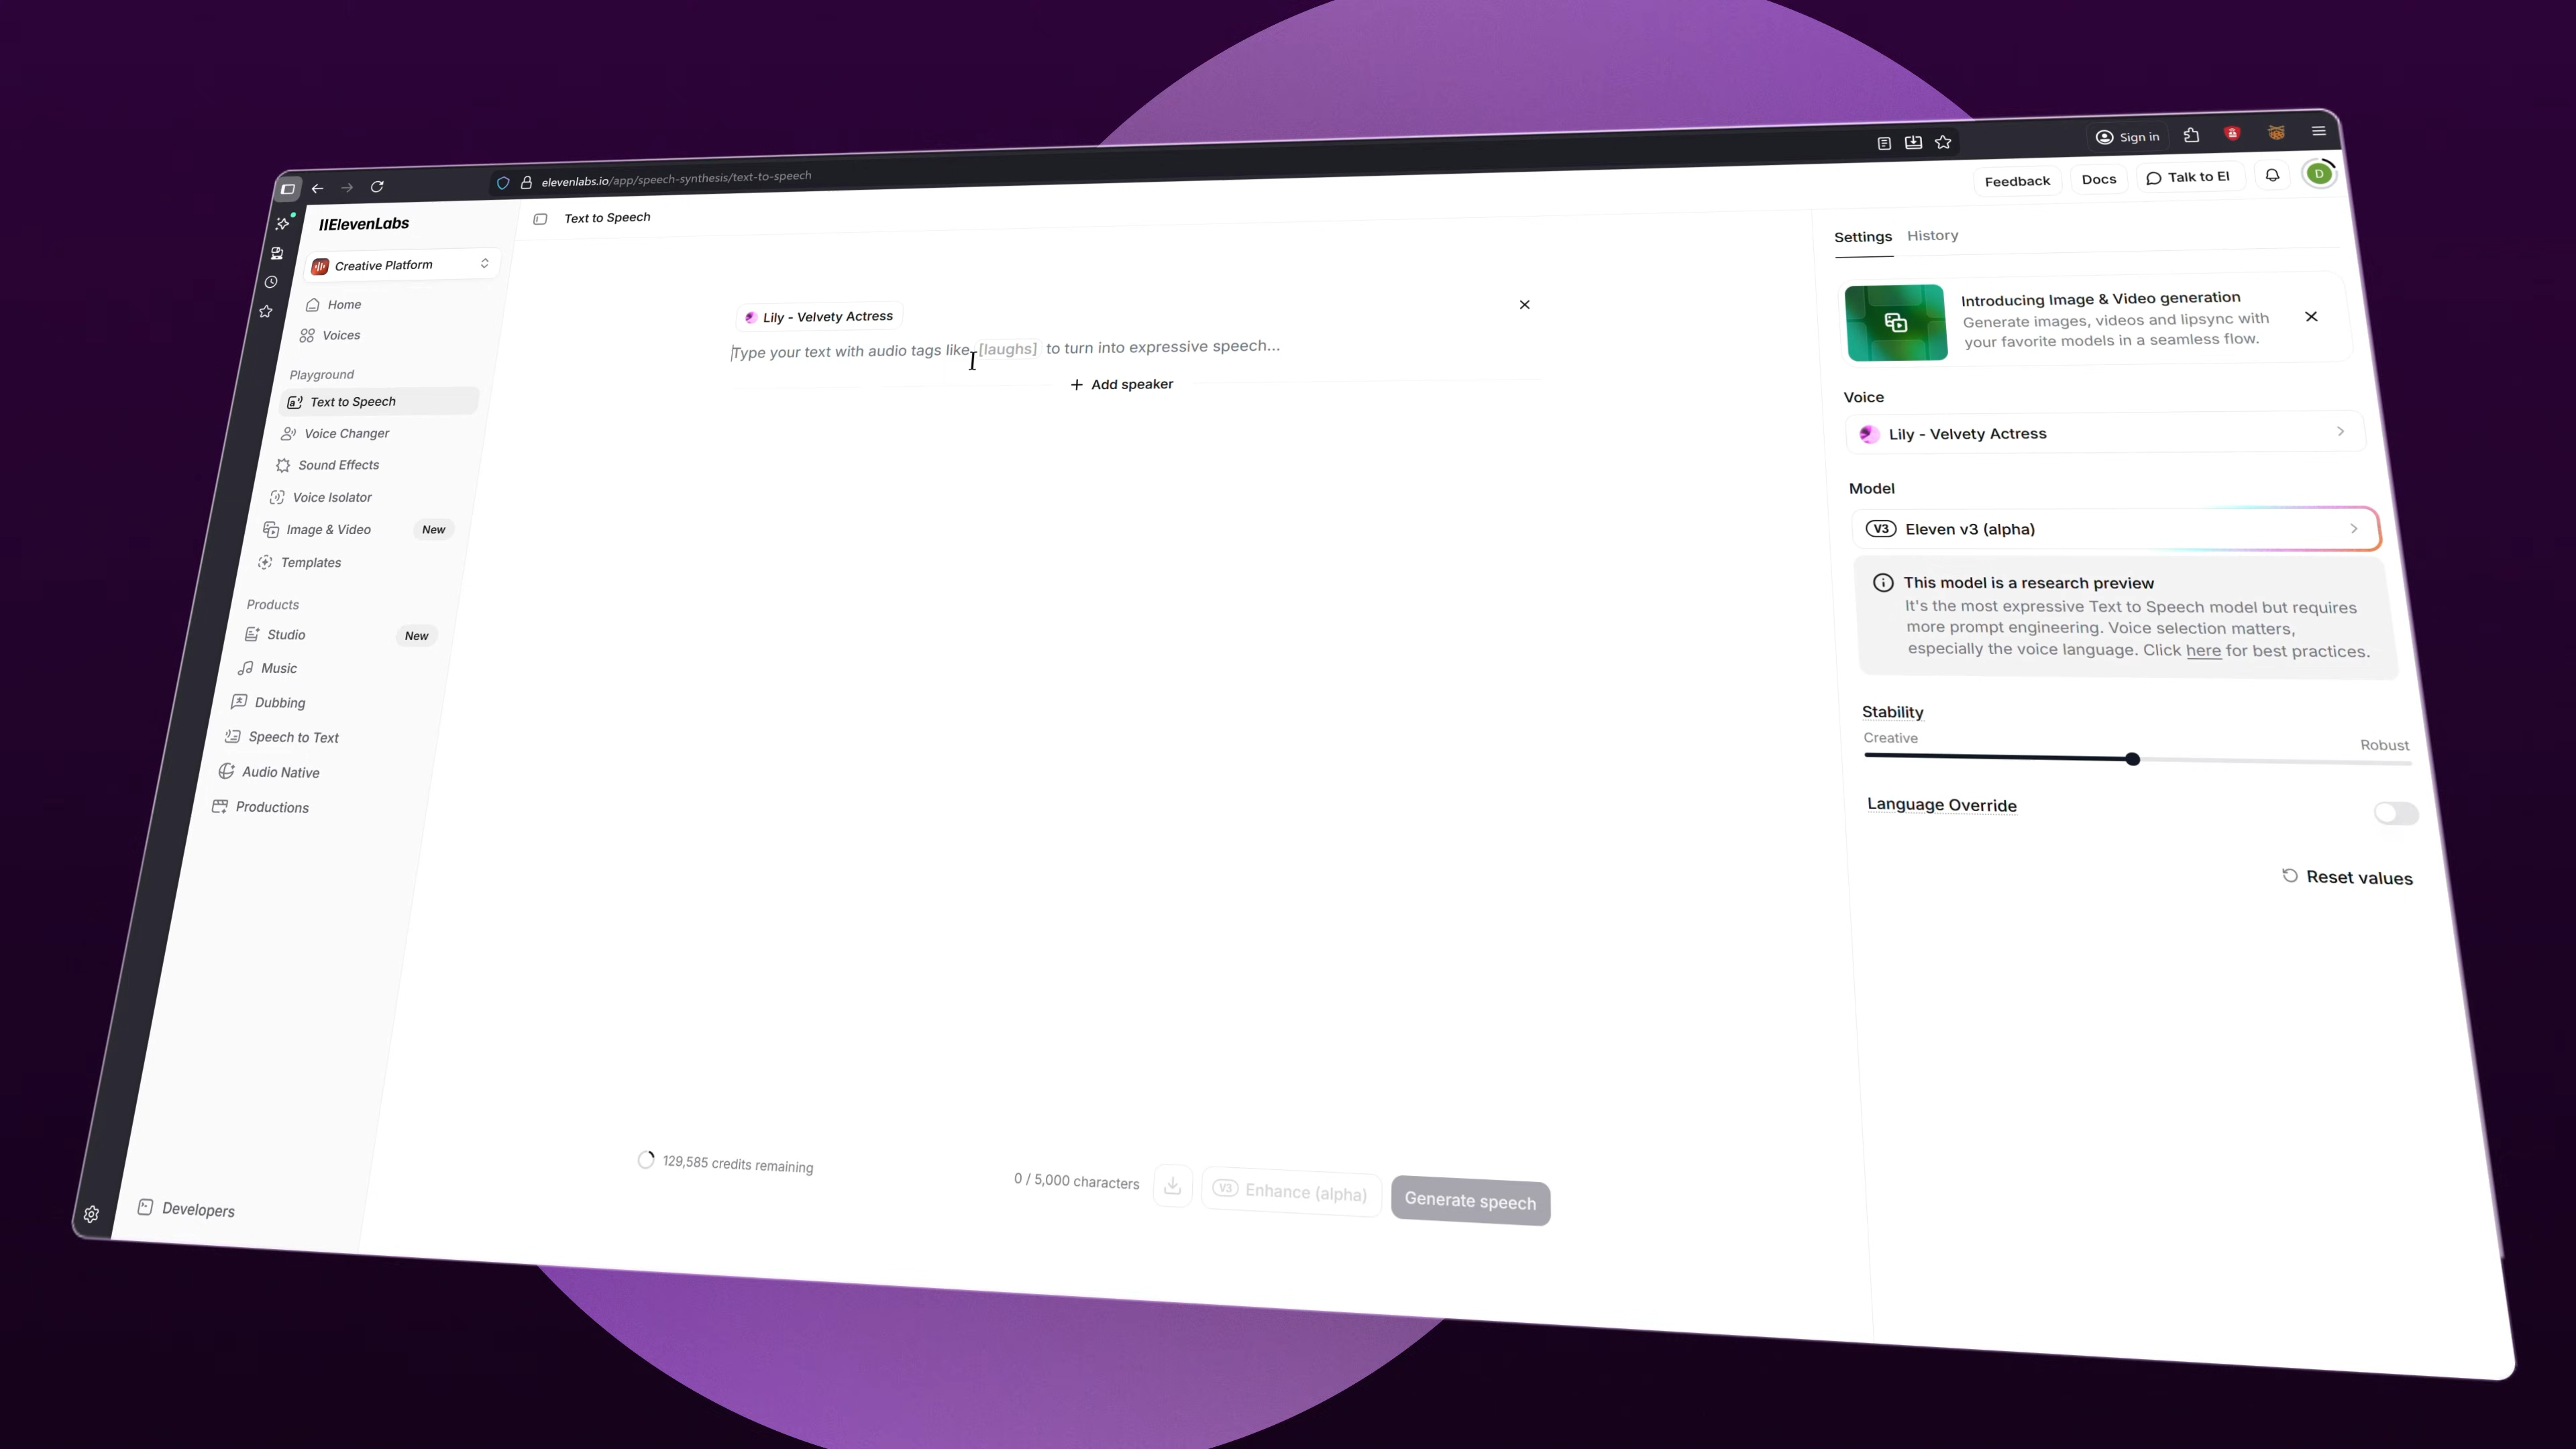 elevenlabs.io/app/speech-synthesis/text-to-speech
Sign in
IIElevenLabs
Creative Platform
Home
Voices
Playground
Text to Speech
Voice Changer
Sound Effects
Voice Isolator
Image & Video New
Templates
Products
Studio New
Music
Dubbing
Speech to Text
Audio Native
Productions
Developers
Text to Speech
Feedback
Docs
Talk to El
D
Lily - Velvety Actress
Type your text with audio tags like [laughs] to turn into expressive speech...
+ Add speaker
129,585 credits remaining
0 / 5,000 characters
V3 Enhance (alpha)
Generate speech
Settings History
Introducing Image & Video generation
Generate images, videos and lipsync with
your favorite models in a seamless flow.
Voice
Lily - Velvety Actress
Model
V3 Eleven v3 (alpha)
This model is a research preview
It's the most expressive Text to Speech model but requires
more prompt engineering. Voice selection matters,
especially the voice language. Click here for best practices.
Stability
Creative Robust
Language Override
Reset values